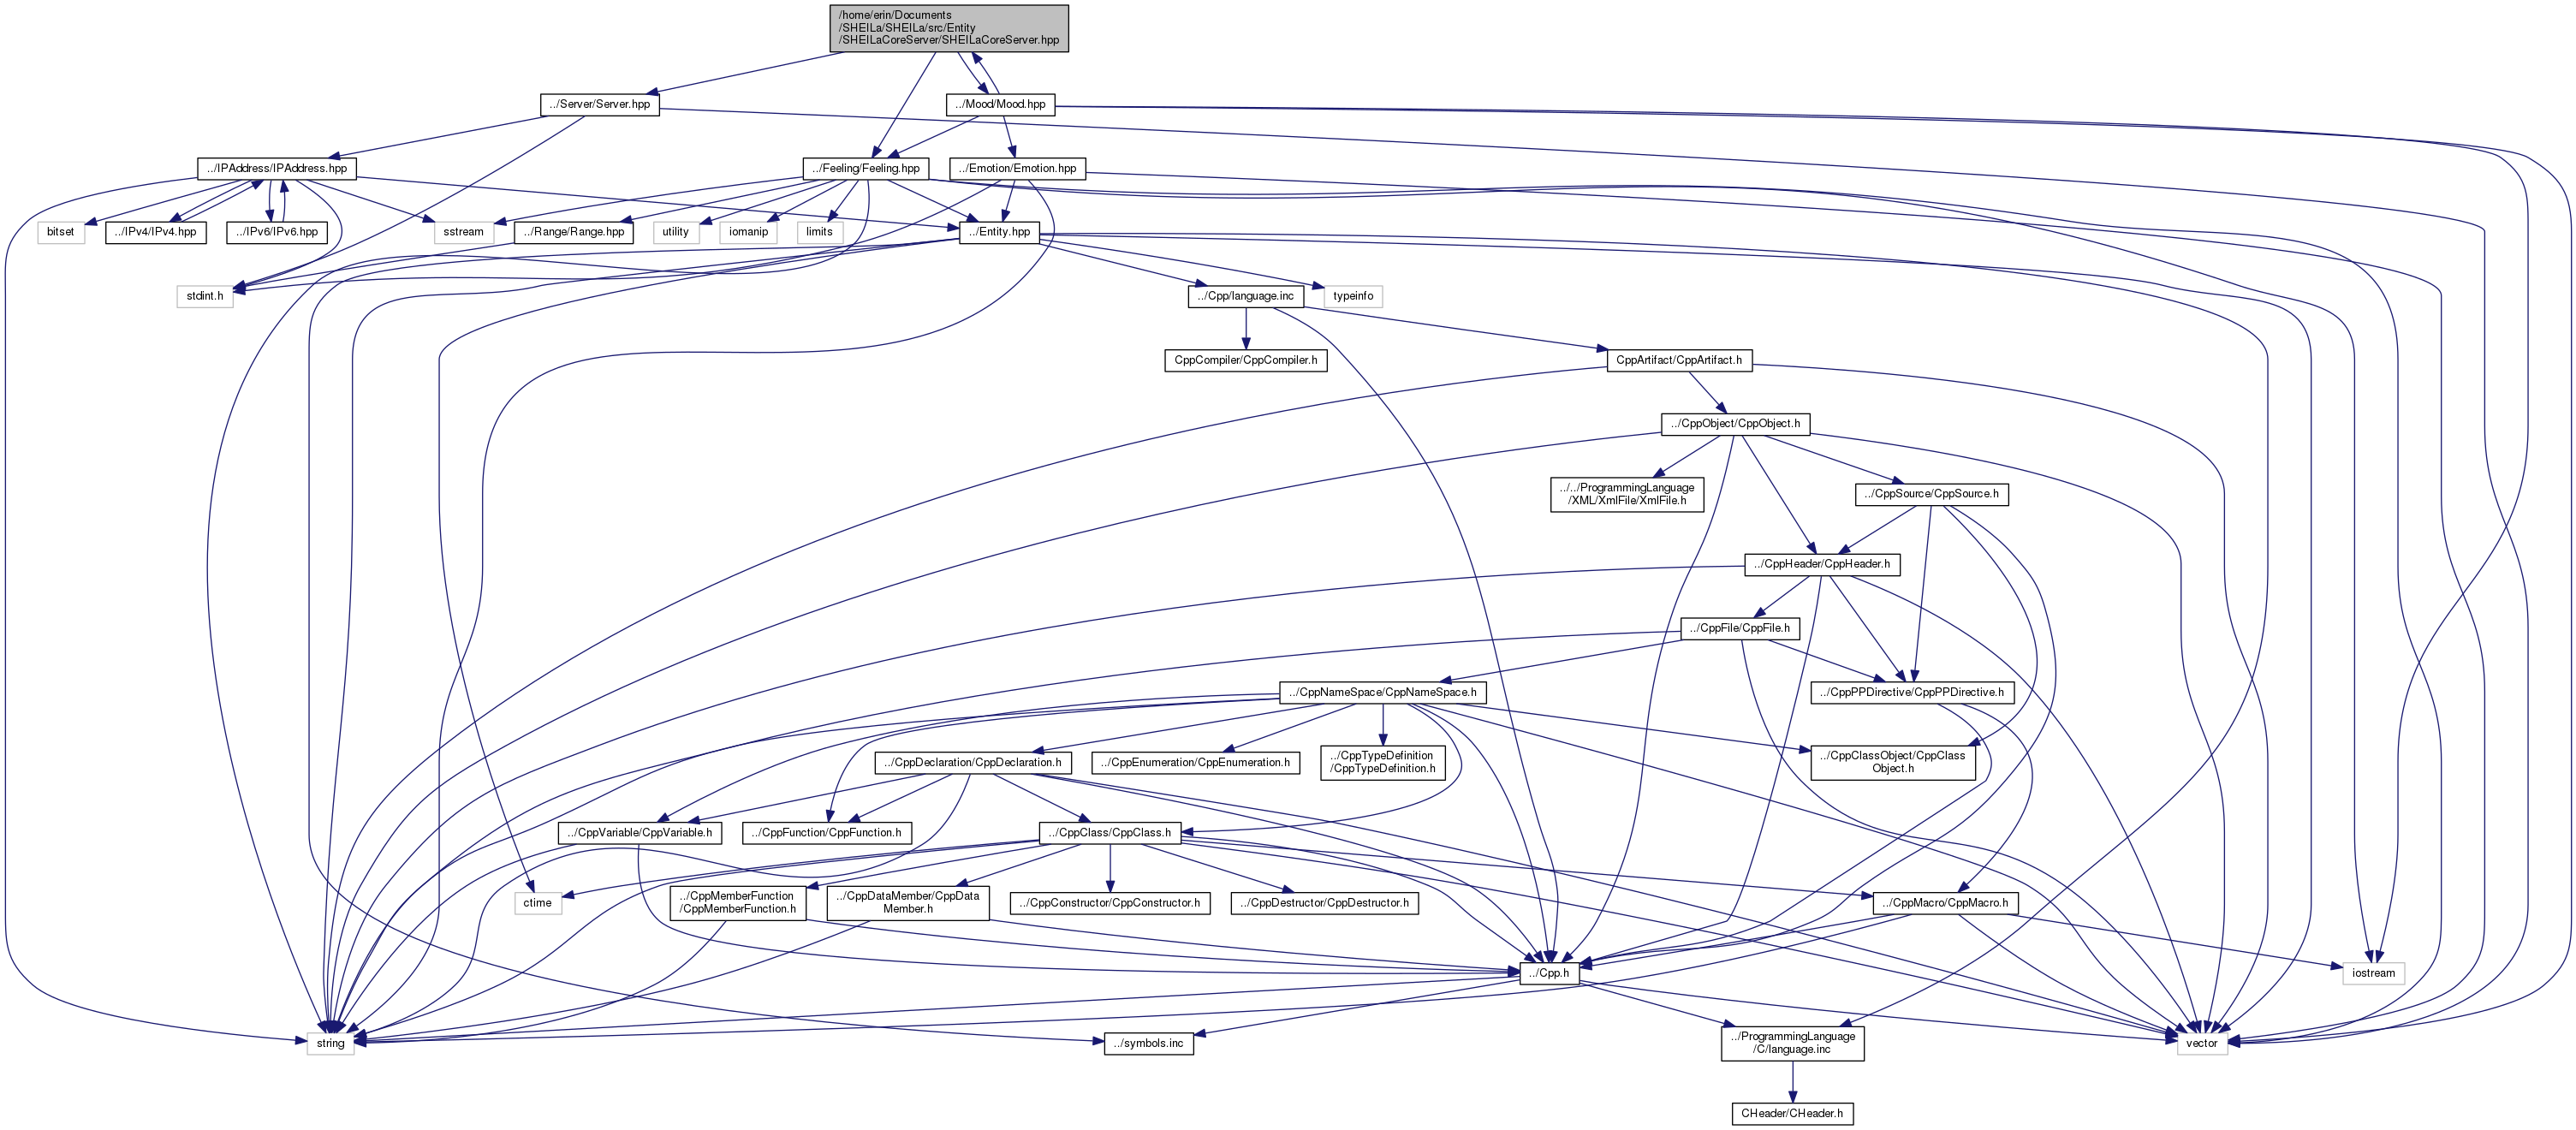 /home/erin/Documents
/SHEILa/SHEILa/src/Entity
/SHEILaCoreServer/SHEILaCoreServer.hpp
../Server/Server.hpp
../Mood/Mood.hpp
../IPAddress/IPAddress.hpp
../Feeling/Feeling.hpp
../Emotion/Emotion.hpp
bitset
../IPv4/IPv4.hpp
../IPv6/IPv6.hpp
sstream
../Range/Range.hpp
utility
iomanip
limits
../Entity.hpp
stdint.h
../Cpp/language.inc
typeinfo
CppCompiler/CppCompiler.h
CppArtifact/CppArtifact.h
../CppObject/CppObject.h
../../ProgrammingLanguage
/XML/XmlFile/XmlFile.h
../CppSource/CppSource.h
../CppHeader/CppHeader.h
../CppFile/CppFile.h
../CppNameSpace/CppNameSpace.h
../CppPPDirective/CppPPDirective.h
../CppDeclaration/CppDeclaration.h
../CppEnumeration/CppEnumeration.h
../CppTypeDefinition
/CppTypeDefinition.h
../CppClassObject/CppClass
Object.h
../CppVariable/CppVariable.h
../CppFunction/CppFunction.h
../CppClass/CppClass.h
ctime
../CppMemberFunction
/CppMemberFunction.h
../CppDataMember/CppData
Member.h
../CppConstructor/CppConstructor.h
../CppDestructor/CppDestructor.h
../CppMacro/CppMacro.h
../Cpp.h
iostream
string
../symbols.inc
../ProgrammingLanguage
/C/language.inc
vector
CHeader/CHeader.h